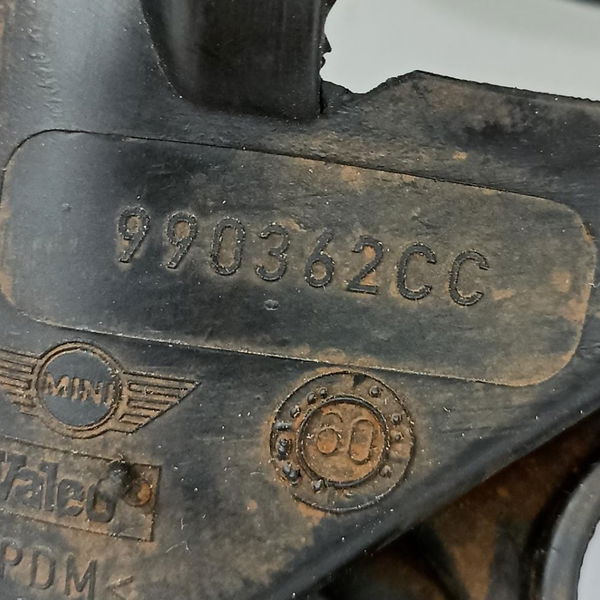 990362CC
MINI
60
Valeo
PDM<